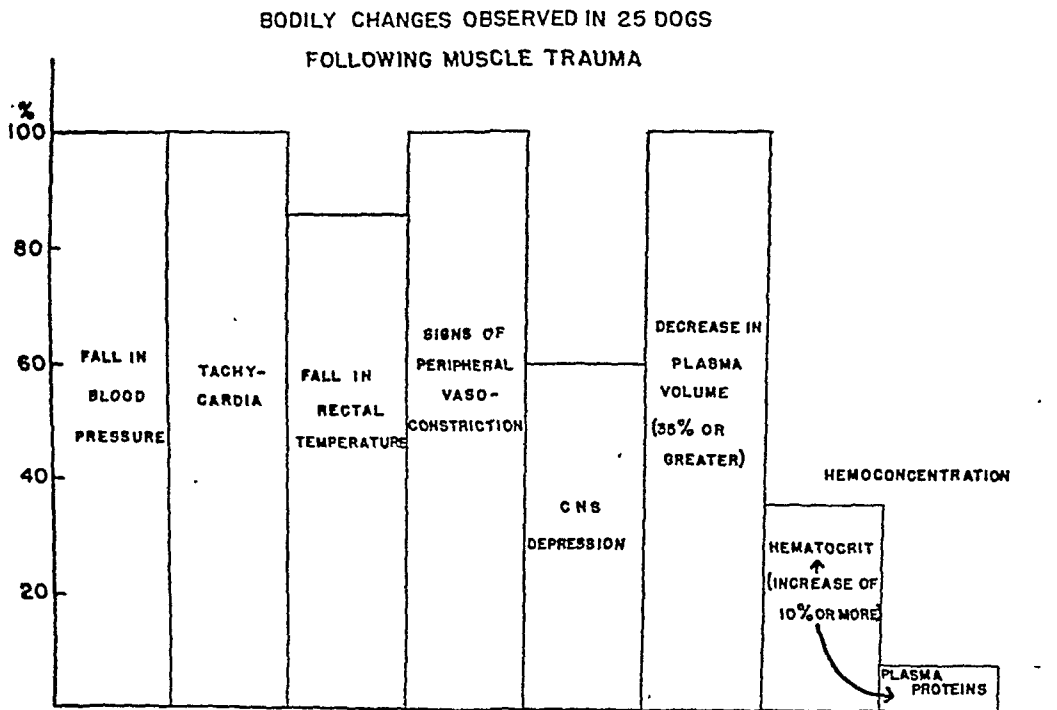 BODILY CHANGES OBSERVED IN 25 DOGS
FOLLOWING MUSCLE TRAUMA
%
100
80
60
40
20
FALL IN
BLOOD
PRESSURE
TACHY-
CARDIA
FALL IN
RECTAL
TEMPERATURE
SIGNS OF
PERIPHERAL
VASO-
CONSTRICTION
CNS
DEPRESSION
DECREASE IN
PLASMA
VOLUME
(35% OR
GREATER)
HEMOCONCENTRATION
HEMATOCRIT
(INCREASE OF
10% OR MORE)
PLASMA
PROTEINS